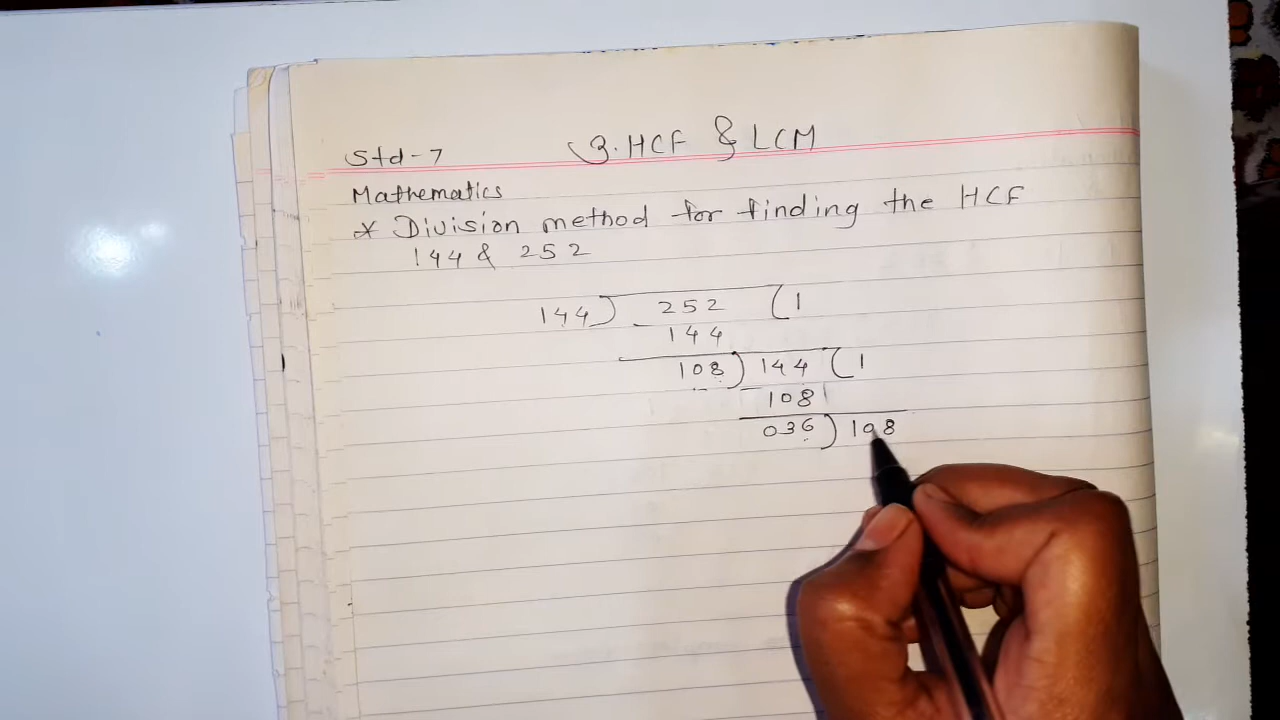 Std-7 3. HCF & LCM
Mathematics
* Division method for finding the HCF
144 & 252
144) 252 (1
144
108) 144 (1
108
036) 108